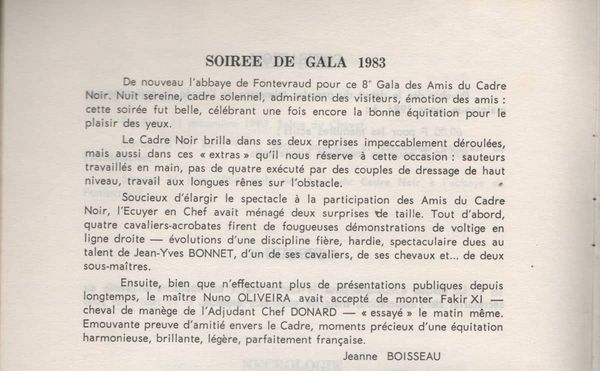 SOIREE DE GALA 1983
De nouveau l'abbaye de Fontevraud pour ce 8e Gala des Amis du Cadre
Noir. Nuit sereine, cadre solennel, admiration des visiteurs, émotion des amis :
cette soirée fut belle, célébrant une fois encore la bonne équitation pour le
plaisir des yeux.
Le Cadre Noir brilla dans ses deux reprises impeccablement déroulées,
mais aussi dans ces « extras » qu'il nous réserve à cette occasion : sauteurs
travaillés en main, pas de quatre exécuté par des couples de dressage de haut
niveau, travail aux longues rênes sur l'obstacle.
Soucieux d'élargir le spectacle à la participation des Amis du Cadre
Noir, l'Ecuyer en Chef avait ménagé deux surprises de taille. Tout d'abord,
quatre cavaliers-acrobates firent de fougueuses démonstrations de voltige en
ligne droite — évolutions d'une discipline fière, hardie, spectaculaire dues au
talent de Jean-Yves BONNET, d'un de ses cavaliers, de ses chevaux et... de deux
sous-maîtres.
Ensuite, bien que n'effectuant plus de présentations publiques depuis
longtemps, le maître Nuno OLIVEIRA avait accepté de monter Fakir XI —
cheval de manège de l'Adjudant Chef DONARD — « essayé » le matin même.
Emouvante preuve d'amitié envers le Cadre, moments précieux d'une équitation
harmonieuse, brillante, légère, parfaitement française.
Jeanne BOISSEAU